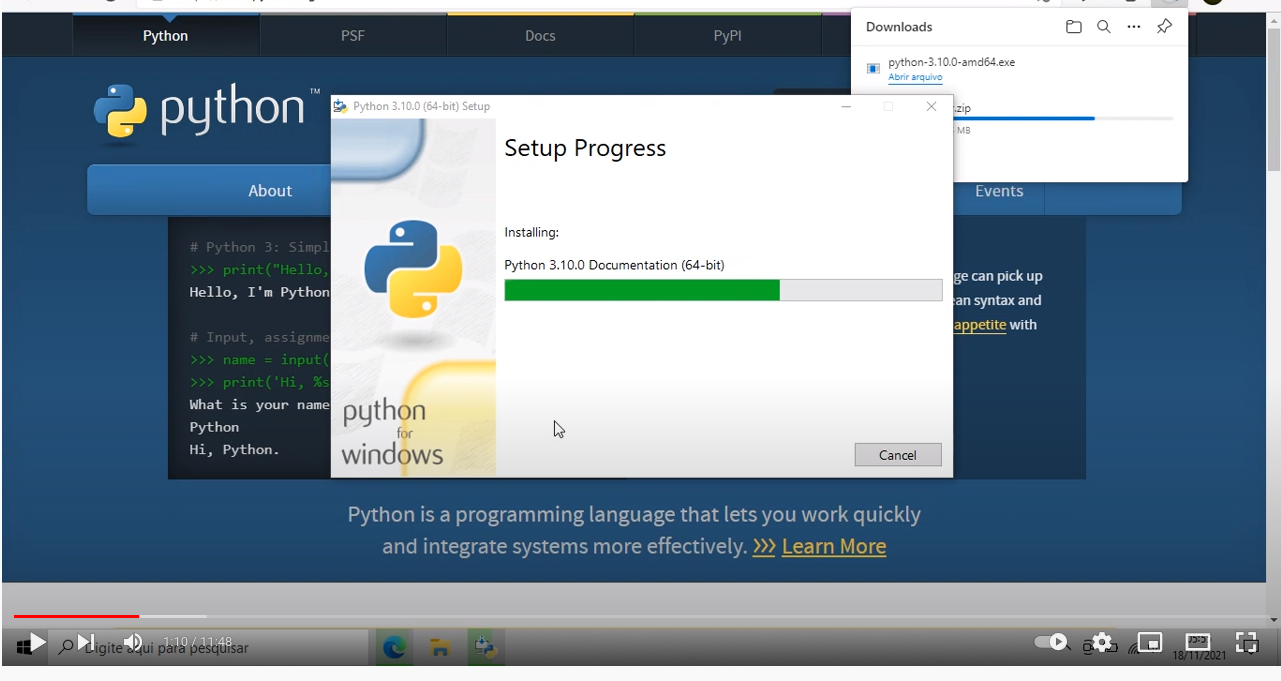 Python
PSF
Docs
PyPI
Downloads
python-3.10.0-amd64.exe
Abrir arquivo
.zip
MB
python™
Python 3.10.0 (64-bit) Setup
Setup Progress
Installing:
Python 3.10.0 Documentation (64-bit)
python
for
windows
Cancel
About
Events
# Python 3: Simpl
>>> print("Hello,
Hello, I'm Python
# Input, assignme
>>> name = input(
>>> print('Hi, %s
What is your name
Python
Hi, Python.
ge can pick up
ean syntax and
appetite with
Python is a programming language that lets you work quickly
and integrate systems more effectively. >>> Learn More
1:10 / 11:48
Digite aqui para pesquisar
18/11/2021